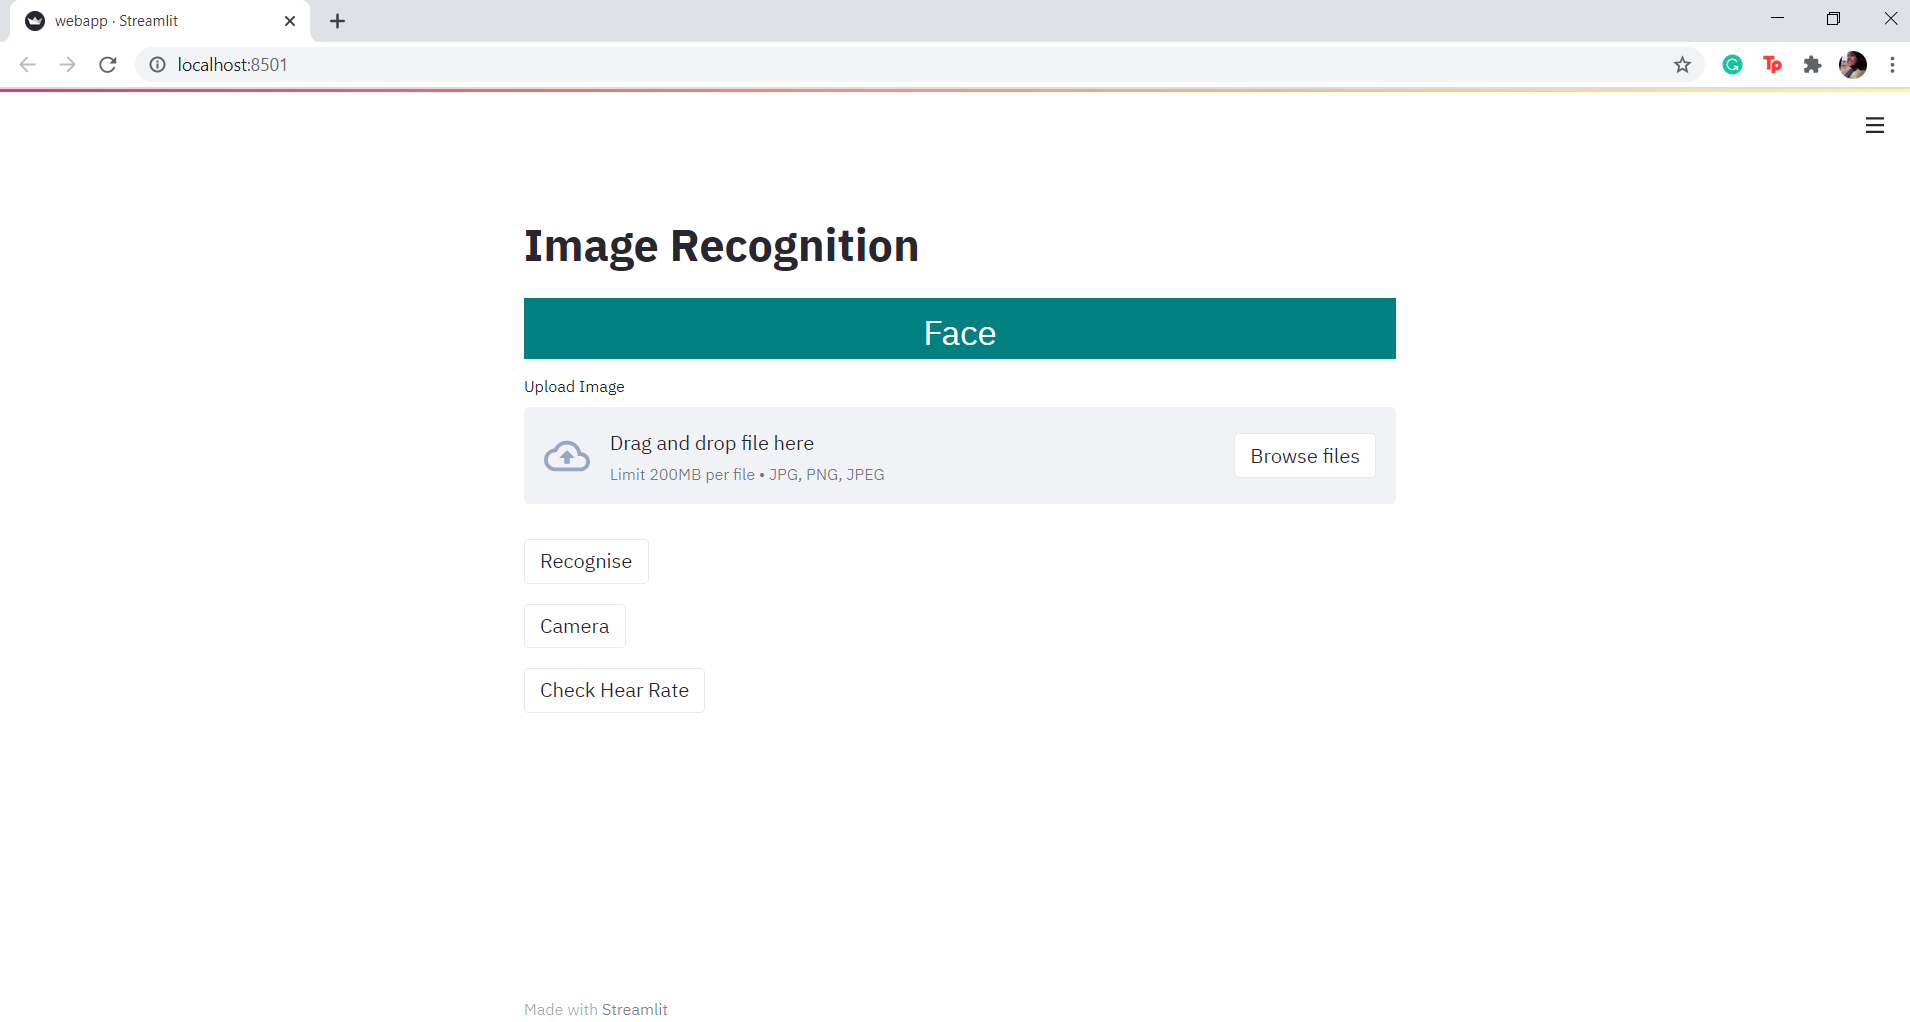 webapp · Streamlit
localhost:8501
Image Recognition
Face
Upload Image
Drag and drop file here
Limit 200MB per file • JPG, PNG, JPEG
Browse files
Recognise
Camera
Check Hear Rate
Made with Streamlit